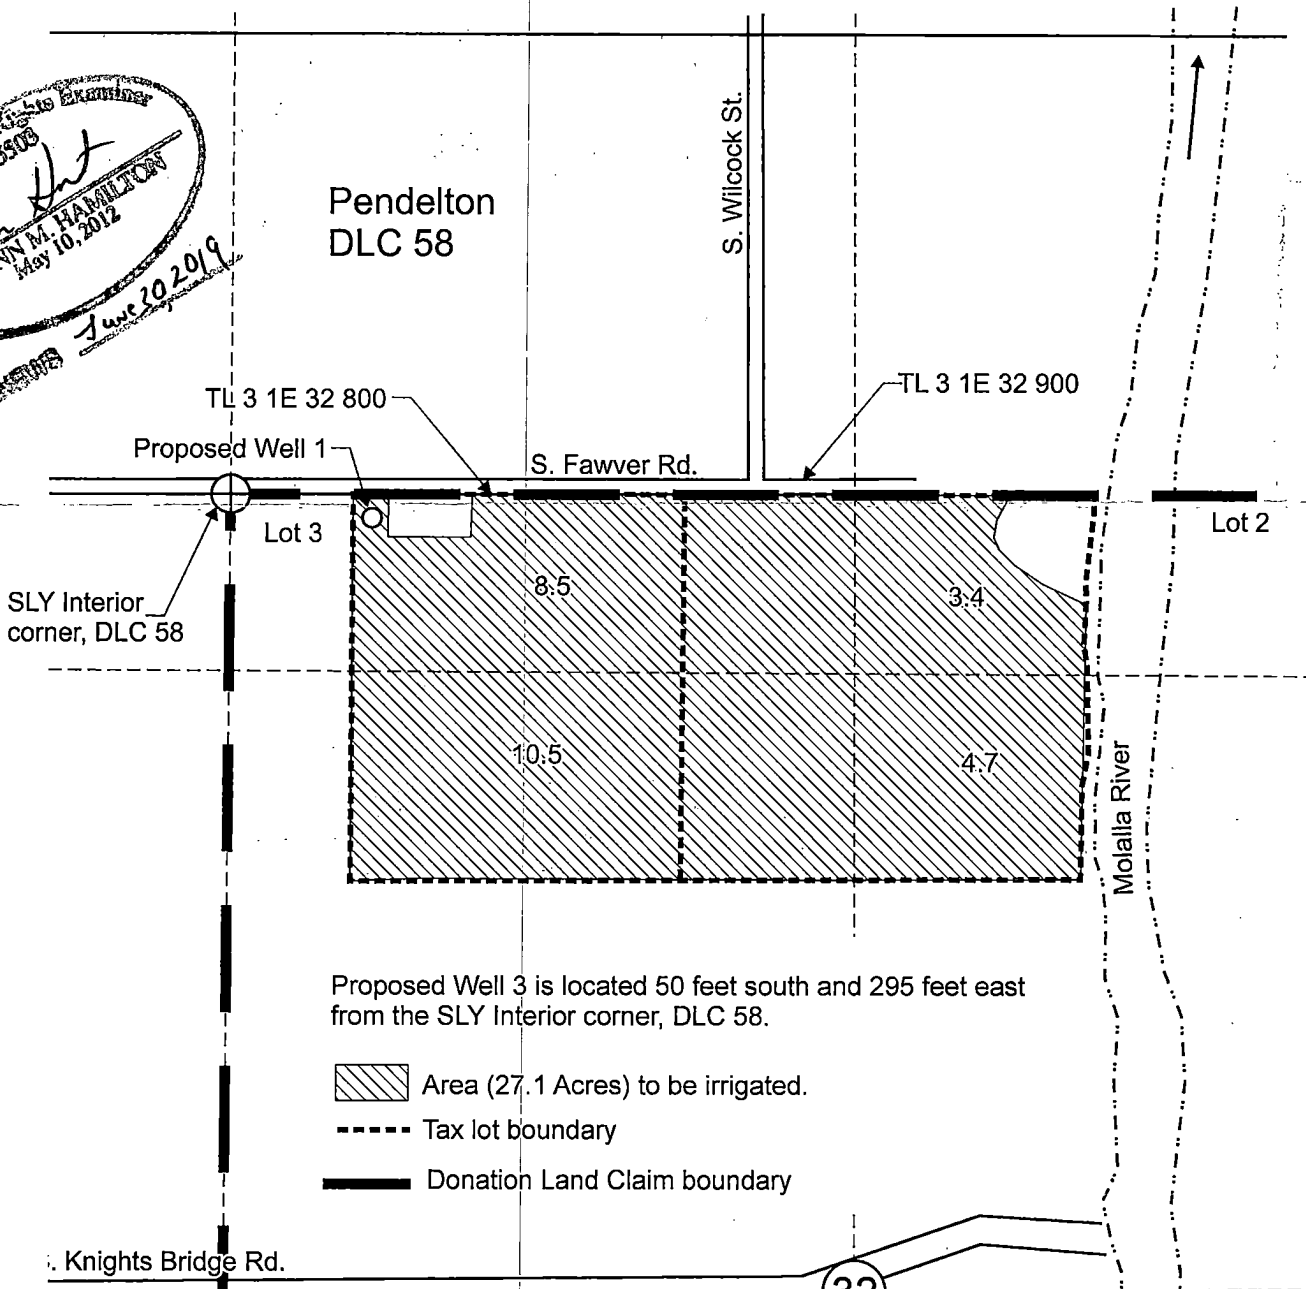 Rights Examiner
NN M. HAMILTON
May 10, 2012
June 30 2019
Pendelton
DLC 58
S. Wilcock St.
TL 3 1E 32 800
TL 3 1E 32 900
Proposed Well 1
S. Fawver Rd.
Lot 3
Lot 2
SLY Interior
corner, DLC 58
8.5
3.4
10.5
4.7
Molalla River
Proposed Well 3 is located 50 feet south and 295 feet east
from the SLY Interior corner, DLC 58.
Area (27.1 Acres) to be irrigated.
Tax lot boundary
Donation Land Claim boundary
. Knights Bridge Rd.
32